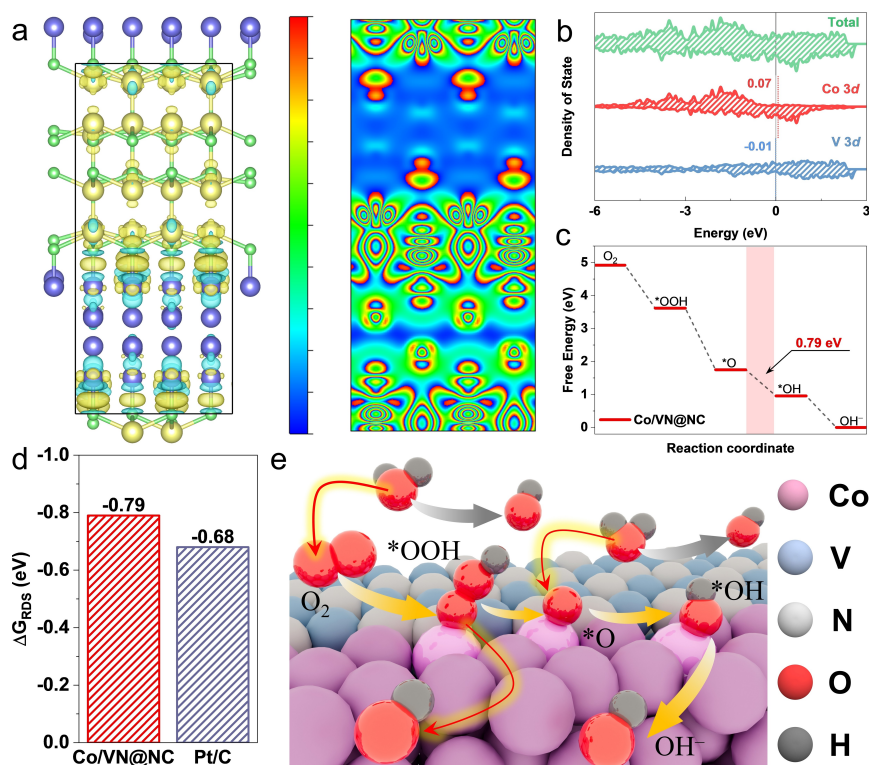 a
b
Total
0.07
Co 3d
-0.01
V 3d
Density of State
-6
-3
0
3
Energy (eV)
c
5
4
3
2
1
0
Free Energy (eV)
O2
*OOH
*O
0.79 eV
*OH
OH−
Co/VN@NC
Reaction coordinate
d
-1.0
-0.8
-0.6
-0.4
-0.2
0.0
ΔG RDS (eV)
-0.79
-0.68
Co/VN@NC
Pt/C
e
*OOH
O2
*O
*OH
OH−
Co
V
N
O
H